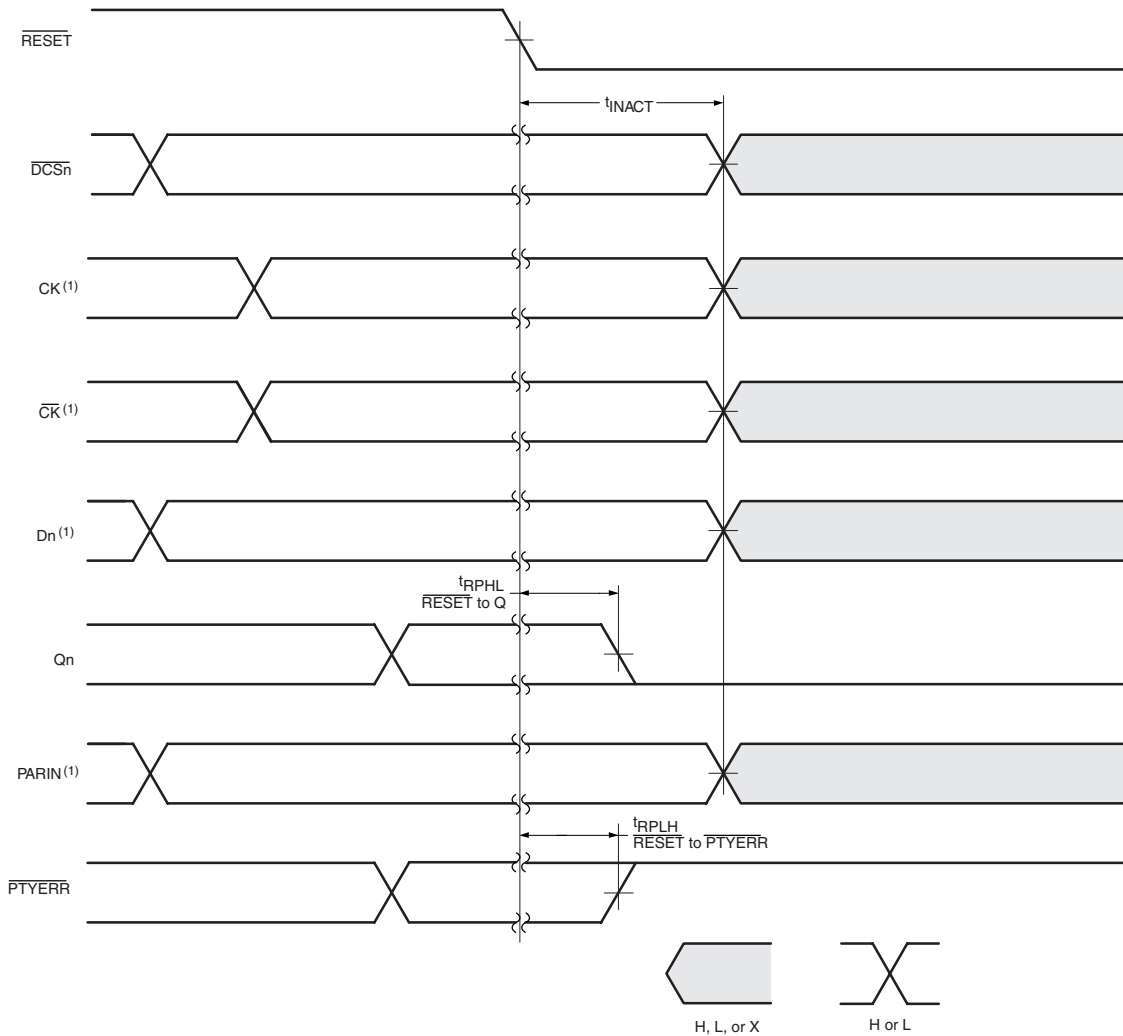 RESET
tINACT
DCSn
CK(1)
CK(1)
Dn(1)
tRPHL
RESET to Q
Qn
PARIN(1)
tRPLH
RESET to PTYERR
PTYERR
H, L, or X
H or L